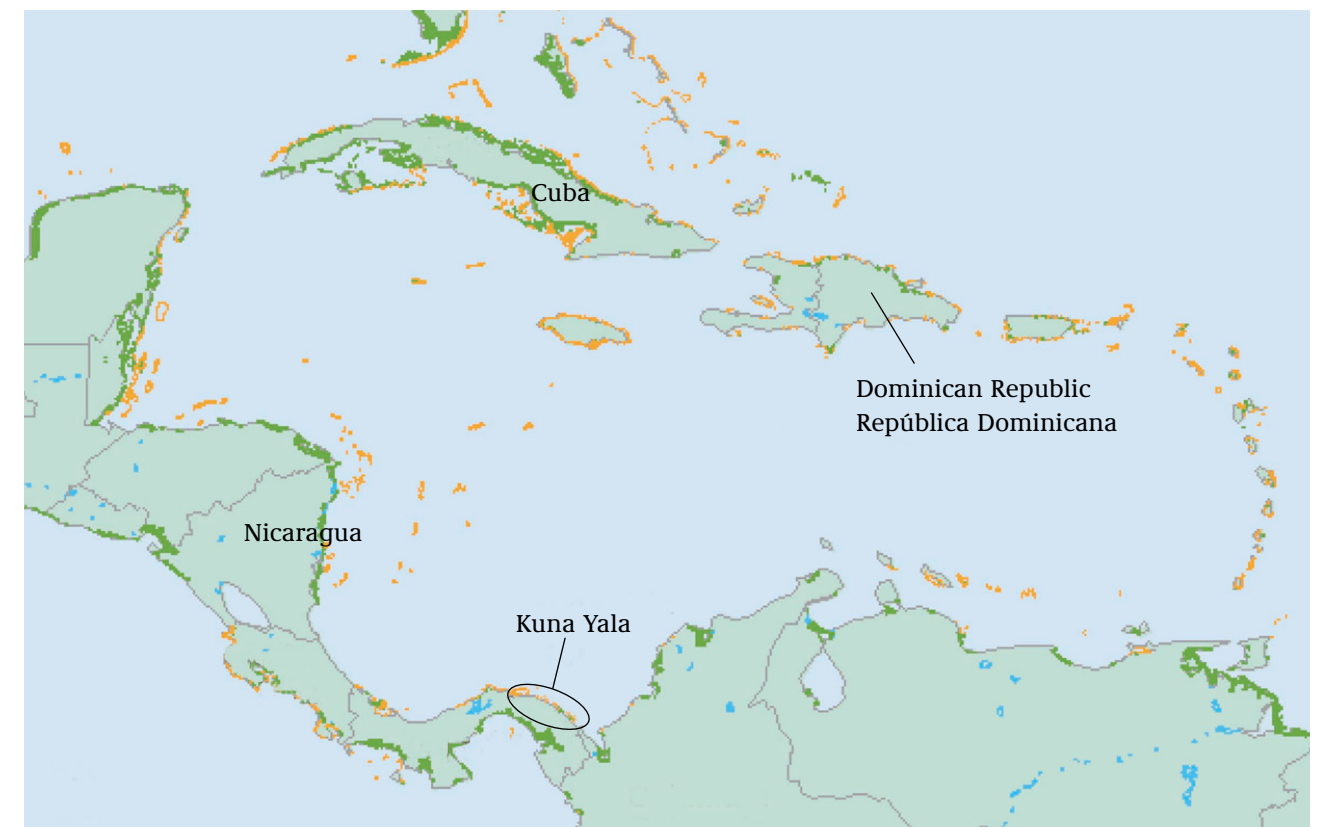 Cuba
Dominican Republic
República Dominicana
Nicaragua
Kuna Yala